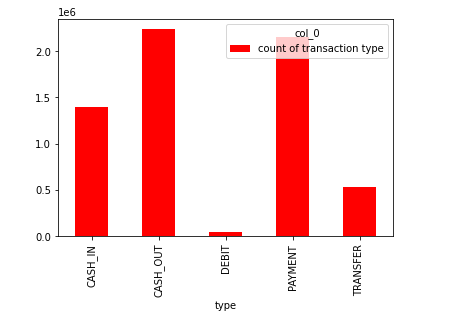 1e6
col_0
count of transaction type
2.0
1.5
1.0
0.5
0.0
CASH_IN
CASH_OUT
DEBIT
PAYMENT
TRANSFER
type